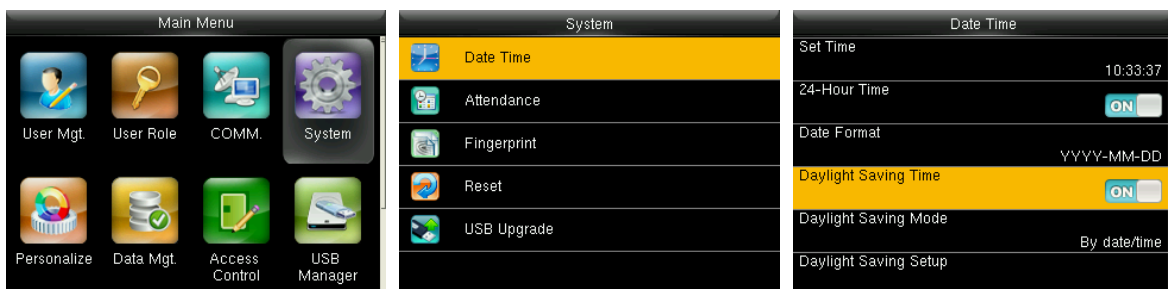 Main Menu
User Mgt.
User Role
COMM.
System
Personalize
Data Mgt.
Access
Control
USB
Manager
System
Date Time
Attendance
Fingerprint
Reset
USB Upgrade
Date Time
Set Time
10:33:37
24-Hour Time
ON
Date Format
YYYY-MM-DD
Daylight Saving Time
ON
Daylight Saving Mode
By date/time
Daylight Saving Setup